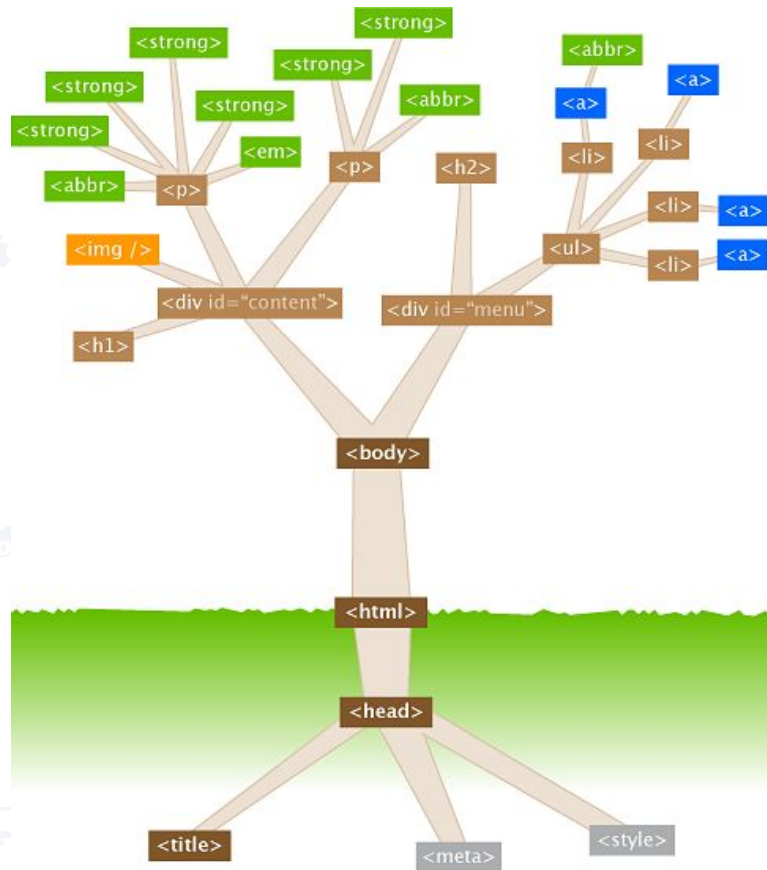 <strong>
<strong>
<abbr>
<strong>
<strong>
<a>
<strong>
<a>
<strong>
<abbr>
<strong>
<em>
<li>
<li>
<p>
<h2>
<abbr>
<p>
<li>
<a>
<img />
<ul>
<a>
<li>
<div id=“content”>
<div id=“menu”>
<h1>
<body>
<html>
<head>
<style>
<title>
<meta>